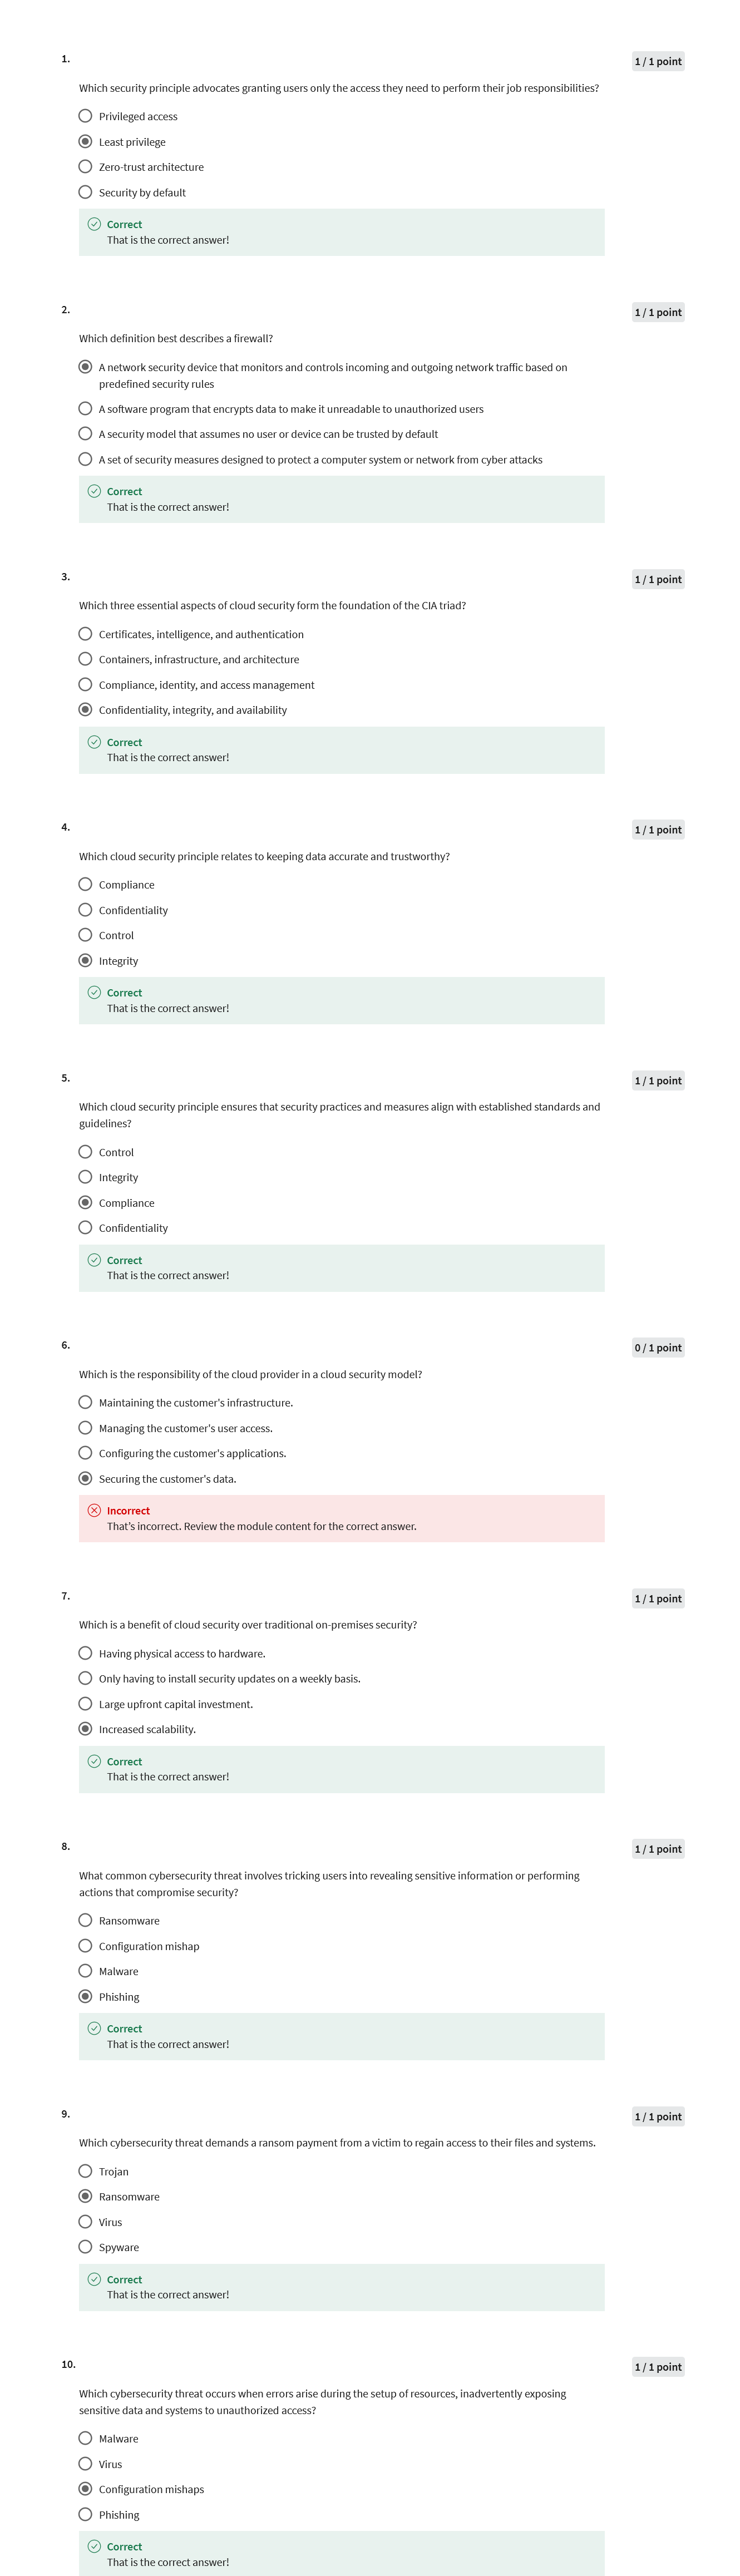 1.
1 / 1 point
Which security principle advocates granting users only the access they need to perform their job responsibilities?
Privileged access
Least privilege
Zero-trust architecture
Security by default
Correct
That is the correct answer!
2.
1 / 1 point
Which definition best describes a firewall?
A network security device that monitors and controls incoming and outgoing network traffic based on
predefined security rules
A software program that encrypts data to make it unreadable to unauthorized users
A security model that assumes no user or device can be trusted by default
A set of security measures designed to protect a computer system or network from cyber attacks
Correct
That is the correct answer!
3.
1 / 1 point
Which three essential aspects of cloud security form the foundation of the CIA triad?
Certificates, intelligence, and authentication
Containers, infrastructure, and architecture
Compliance, identity, and access management
Confidentiality, integrity, and availability
Correct
That is the correct answer!
4.
1 / 1 point
Which cloud security principle relates to keeping data accurate and trustworthy?
Compliance
Confidentiality
Control
Integrity
Correct
That is the correct answer!
5.
1 / 1 point
Which cloud security principle ensures that security practices and measures align with established standards and
guidelines?
Control
Integrity
Compliance
Confidentiality
Correct
That is the correct answer!
6.
0 / 1 point
Which is the responsibility of the cloud provider in a cloud security model?
Maintaining the customer's infrastructure.
Managing the customer's user access.
Configuring the customer's applications.
Securing the customer's data.
Incorrect
That's incorrect. Review the module content for the correct answer.
7.
1 / 1 point
Which is a benefit of cloud security over traditional on-premises security?
Having physical access to hardware.
Only having to install security updates on a weekly basis.
Large upfront capital investment.
Increased scalability.
Correct
That is the correct answer!
8.
1 / 1 point
What common cybersecurity threat involves tricking users into revealing sensitive information or performing
actions that compromise security?
Ransomware
Configuration mishap
Malware
Phishing
Correct
That is the correct answer!
9.
1 / 1 point
Which cybersecurity threat demands a ransom payment from a victim to regain access to their files and systems.
Trojan
Ransomware
Virus
Spyware
Correct
That is the correct answer!
10.
1 / 1 point
Which cybersecurity threat occurs when errors arise during the setup of resources, inadvertently exposing
sensitive data and systems to unauthorized access?
Malware
Virus
Configuration mishaps
Phishing
Correct
That is the correct answer!